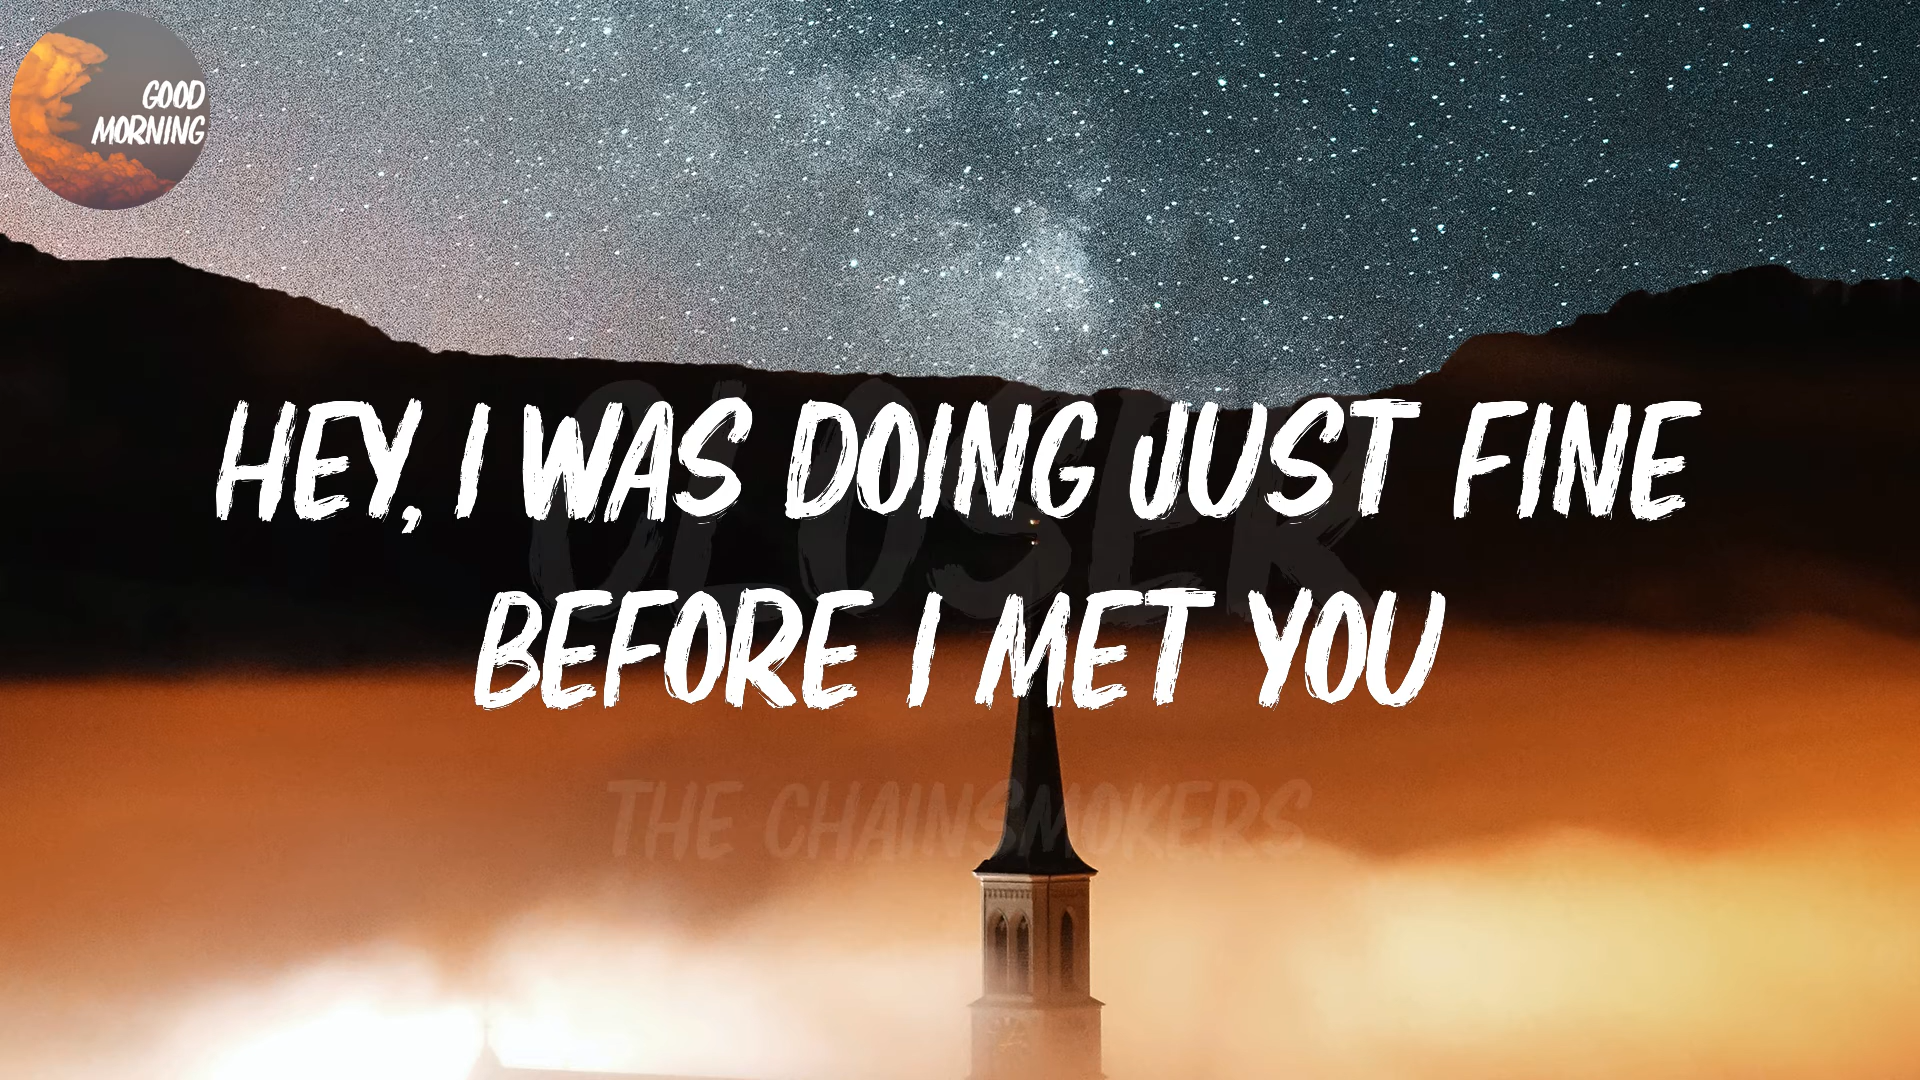 GOOD
MORNING
HEY, I WAS DOING JUST FINE
CLOSER
BEFORE I MET YOU
THE CHAINSMOKERS